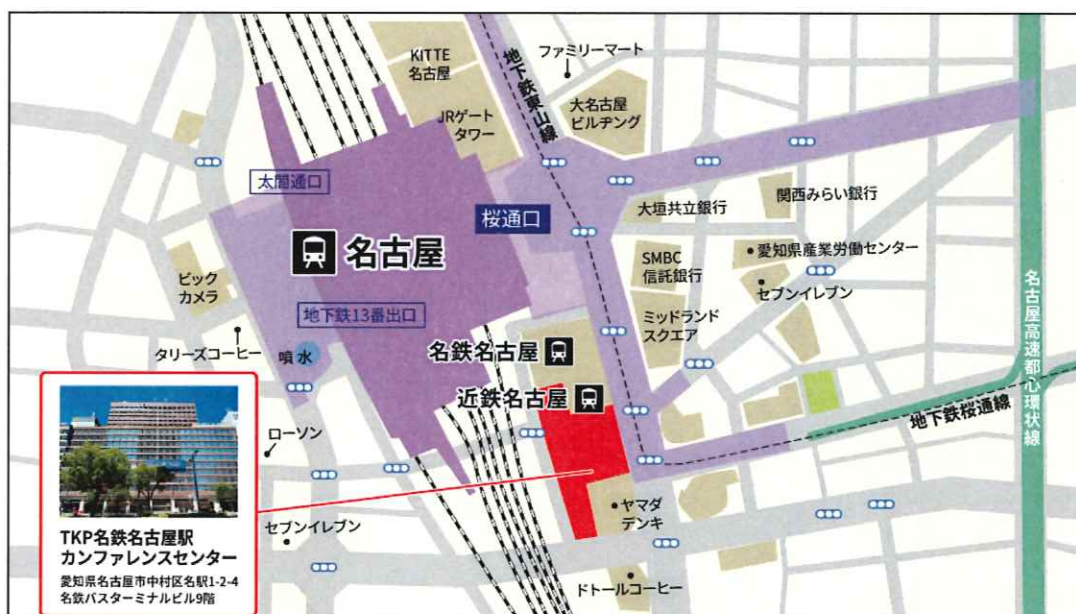 KITTE
名古屋
JRゲート
タワー
地下鉄東山線
ファミリーマート
大名古屋
ビルヂング
太閤通口
桜通口
大垣共立銀行
関西みらい銀行
名古屋
SMBC
信託銀行
愛知県産業労働センター
セブンイレブン
ビック
カメラ
地下鉄13番出口
ミッドランド
スクエア
名古屋高速都心環状線
タリーズコーヒー
噴水
名鉄名古屋
近鉄名古屋
地下鉄桜通線
ローソン
ヤマダ
デンキ
セブンイレブン
ドトールコーヒー
TKP名鉄名古屋駅
カンファレンスセンター
愛知県名古屋市中村区名駅1-2-4
名鉄バスターミナルビル9階